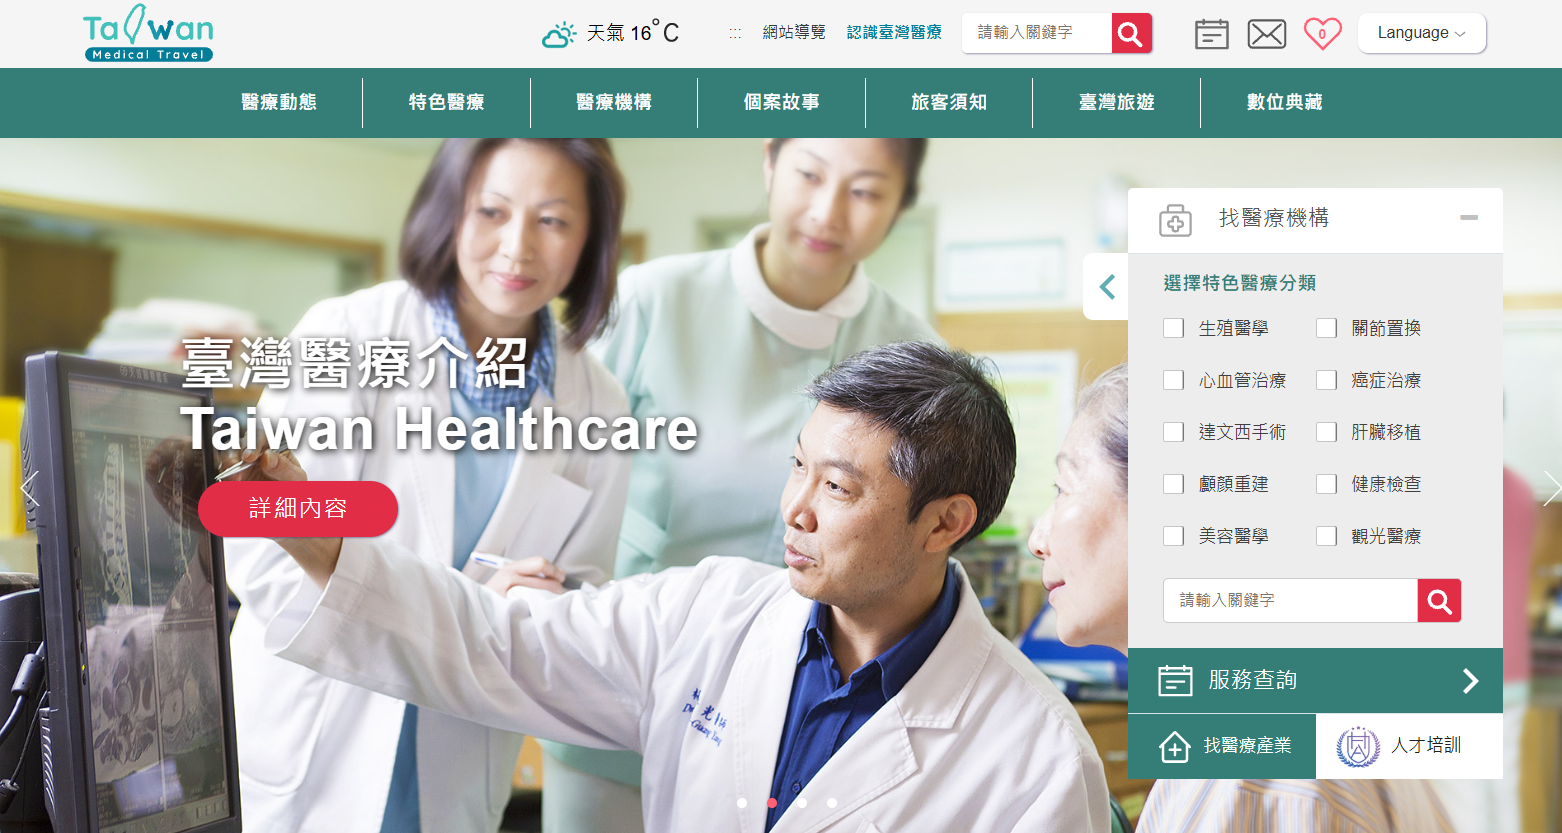 Taiwan
Medical Travel
天氣 16°C
:::
網站導覽
認識臺灣醫療
請輸入關鍵字
0
Language
醫療動態
特色醫療
醫療機構
個案故事
旅客須知
臺灣旅遊
數位典藏
臺灣醫療介紹
Taiwan Healthcare
詳細內容
找醫療機構
選擇特色醫療分類
生殖醫學
關節置換
心血管治療
癌症治療
達文西手術
肝臟移植
顱顏重建
健康檢查
美容醫學
觀光醫療
請輸入關鍵字
服務查詢
找醫療產業
人才培訓